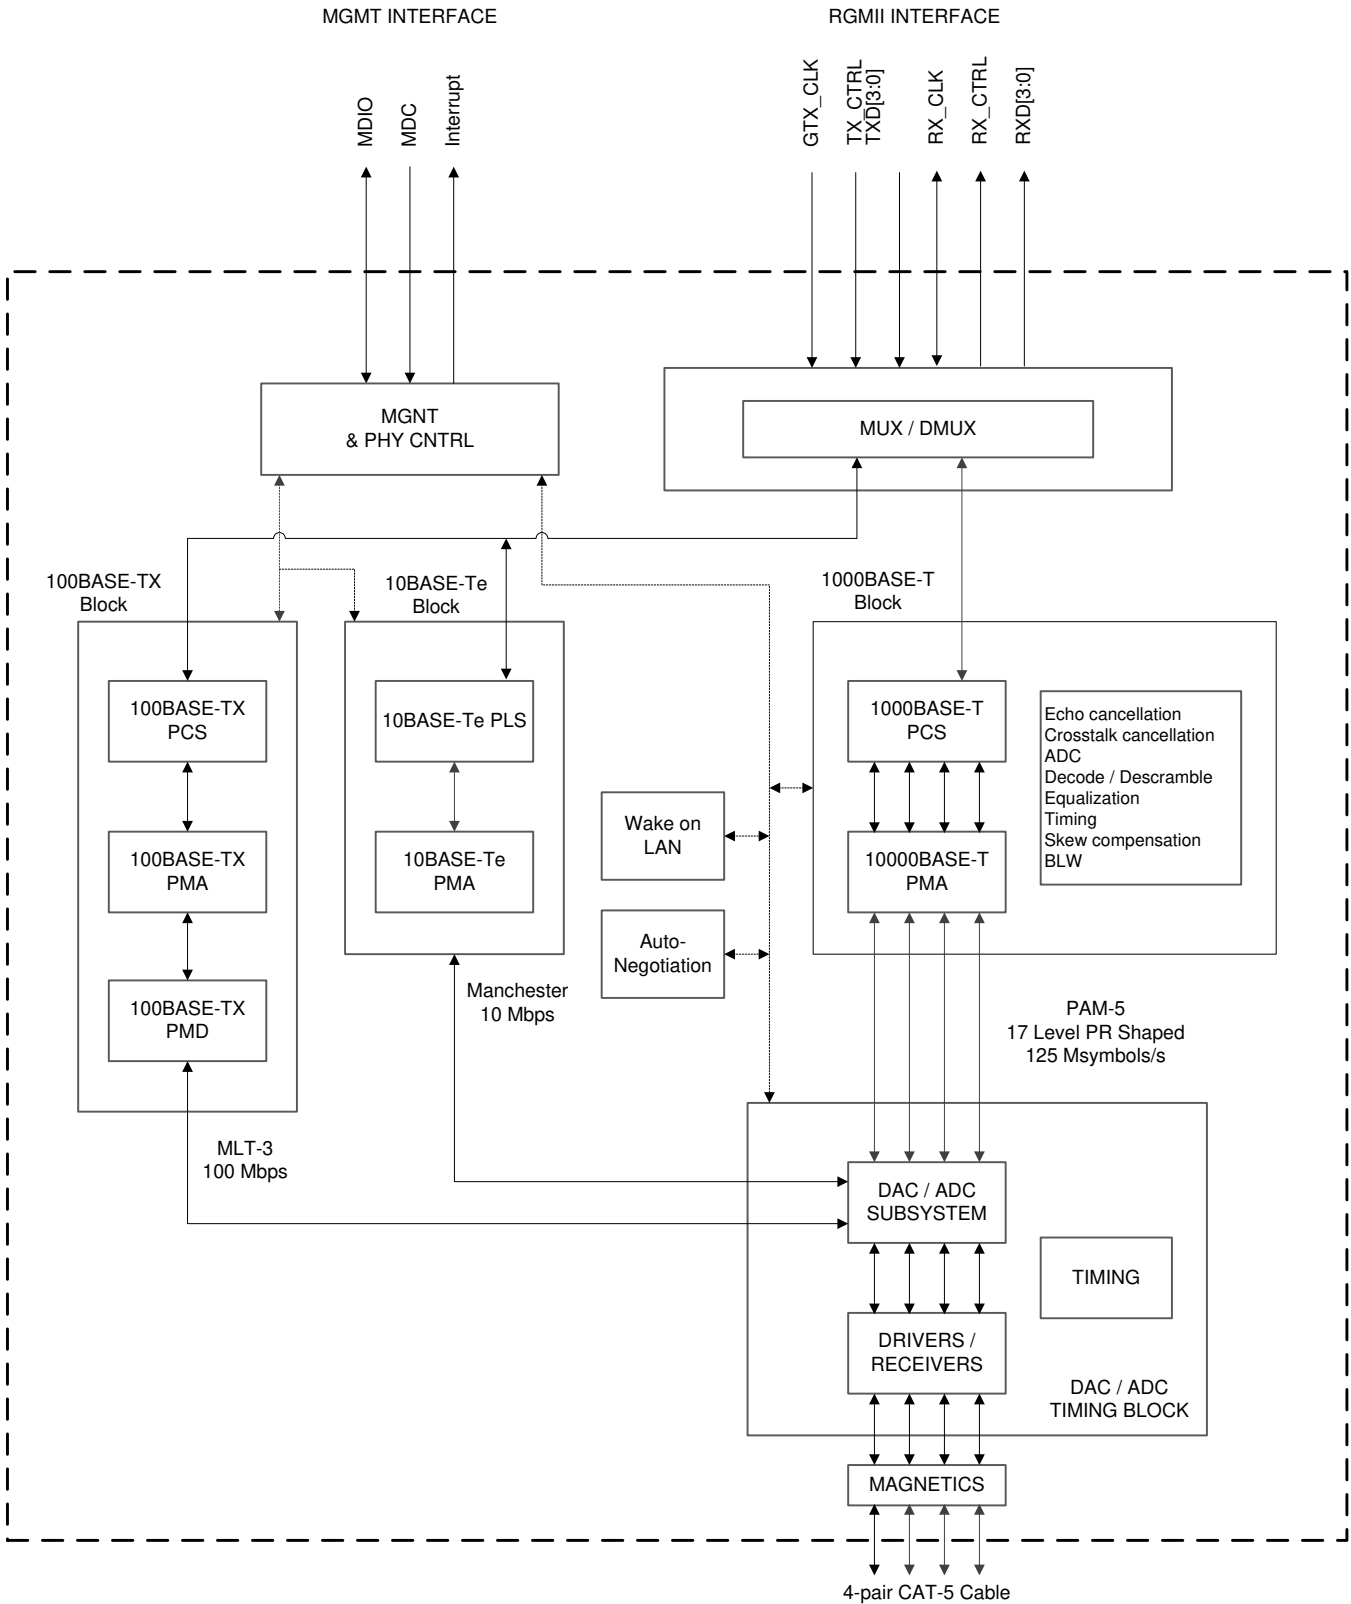 MGMT INTERFACE
RGMII INTERFACE
MDIO
MDC
Interrupt
GTX_CLK
TX_CTRL
TXD[3:0]
RX_CLK
RX_CTRL
RXD[3:0]
MGNT
& PHY CNTRL
MUX / DMUX
100BASE-TX
Block
10BASE-Te
Block
1000BASE-T
Block
100BASE-TX
PCS
10BASE-Te PLS
1000BASE-T
PCS
Echo cancellation
Crosstalk cancellation
ADC
Decode / Descramble
Equalization
Timing
Skew compensation
BLW
Wake on
LAN
100BASE-TX
PMA
10BASE-Te
PMA
10000BASE-T
PMA
Auto-
Negotiation
100BASE-TX
PMD
Manchester
10 Mbps
PAM-5
17 Level PR Shaped
125 Msymbols/s
MLT-3
100 Mbps
DAC / ADC
SUBSYSTEM
TIMING
DRIVERS /
RECEIVERS
DAC / ADC
TIMING BLOCK
MAGNETICS
4-pair CAT-5 Cable